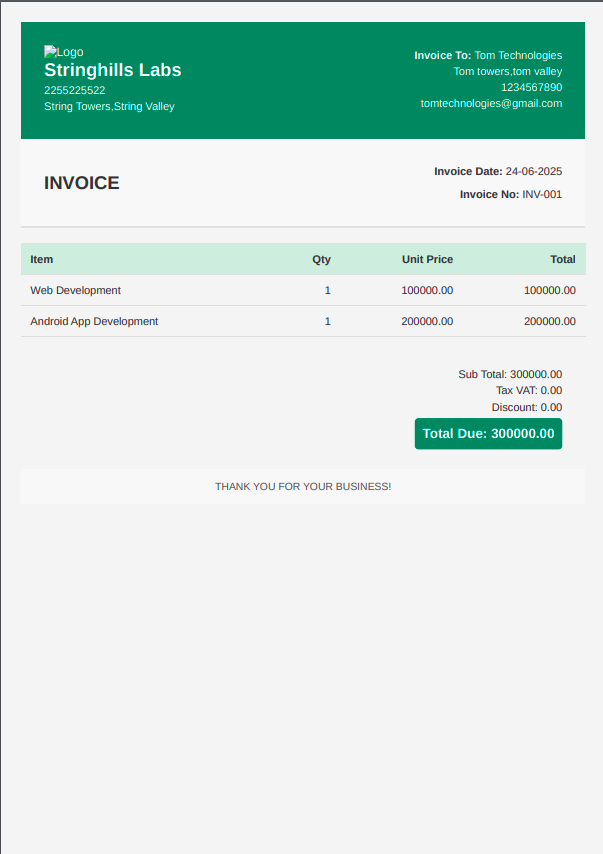 Logo
Stringhills Labs
2255225522
String Towers,String Valley
Invoice To: Tom Technologies
Tom towers,tom valley
1234567890
tomtechnologies@gmail.com
INVOICE
Invoice Date: 24-06-2025
Invoice No: INV-001
Item Qty Unit Price Total
Web Development 1 100000.00 100000.00
Android App Development 1 200000.00 200000.00
Sub Total: 300000.00
Tax VAT: 0.00
Discount: 0.00
Total Due: 300000.00
THANK YOU FOR YOUR BUSINESS!